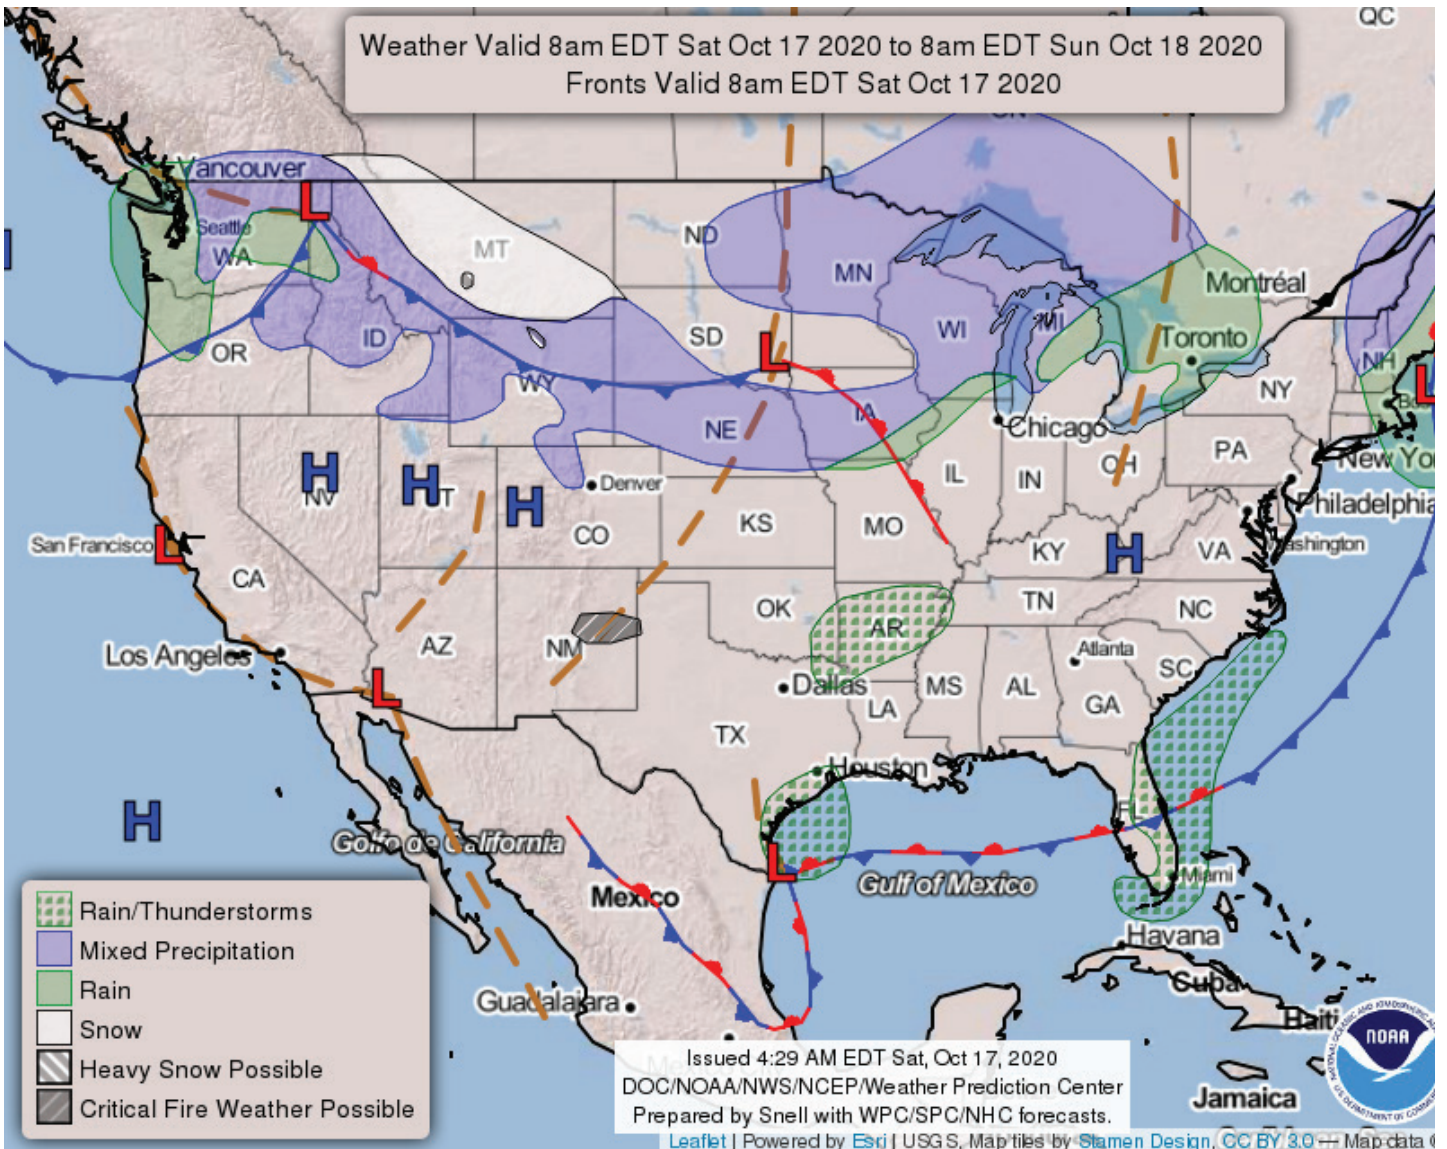 QC
Weather Valid 8am EDT Sat Oct 17 2020 to 8am EDT Sun Oct 18 2020
Fronts Valid 8am EDT Sat Oct 17 2020
ON
Vancouver
L
Seattle
WA
MT
ND
MN
H
Montréal
OR
ID
SD
WI
MI
Toronto
L
WY
NH
L
NY
NE
IA
Chicago
New Yo
H
NV
H
UT
H
Denver
IL
IN
OH
PA
Philadelphia
San Francisco
L
CO
KS
MO
KY
H
VA
Washington
CA
OK
TN
NC
Los Angeles
AZ
NM
AR
Atlanta
SC
L
Dallas
MS
AL
GA
LA
TX
Houston
H
FL
Golfo de California
L
Gulf of Mexico
Miami
Mexico
Havana
Cuba
Guadalajara
Haiti
Jamaica
Rain/Thunderstorms
Mixed Precipitation
Rain
Snow
Heavy Snow Possible
Critical Fire Weather Possible
Issued 4:29 AM EDT Sat, Oct 17, 2020
DOC/NOAA/NWS/NCEP/Weather Prediction Center
Prepared by Snell with WPC/SPC/NHC forecasts.
NOAA
Leaflet | Powered by Esri | USGS, Map tiles by Stamen Design, CC BY 3.0 — Map data ©